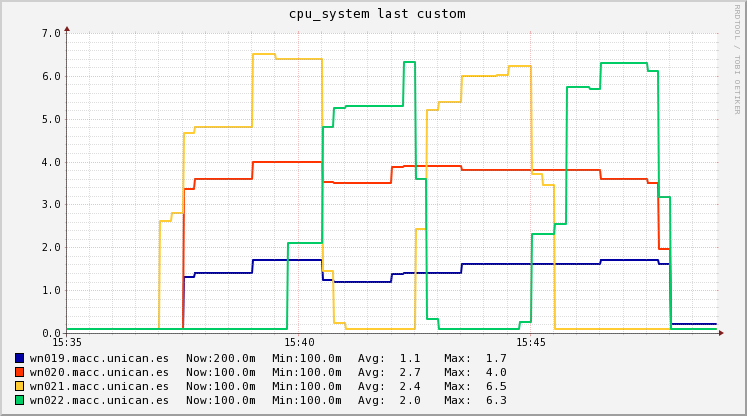 cpu_system last custom
RRDTOOL / TOBI OETIKER
7.0
6.0
5.0
4.0
3.0
2.0
1.0
0.0
15:35 15:40 15:45
wn019.macc.unican.es Now:200.0m Min:100.0m Avg: 1.1 Max: 1.7
wn020.macc.unican.es Now:100.0m Min:100.0m Avg: 2.7 Max: 4.0
wn021.macc.unican.es Now:100.0m Min:100.0m Avg: 2.4 Max: 6.5
wn022.macc.unican.es Now:100.0m Min:100.0m Avg: 2.0 Max: 6.3